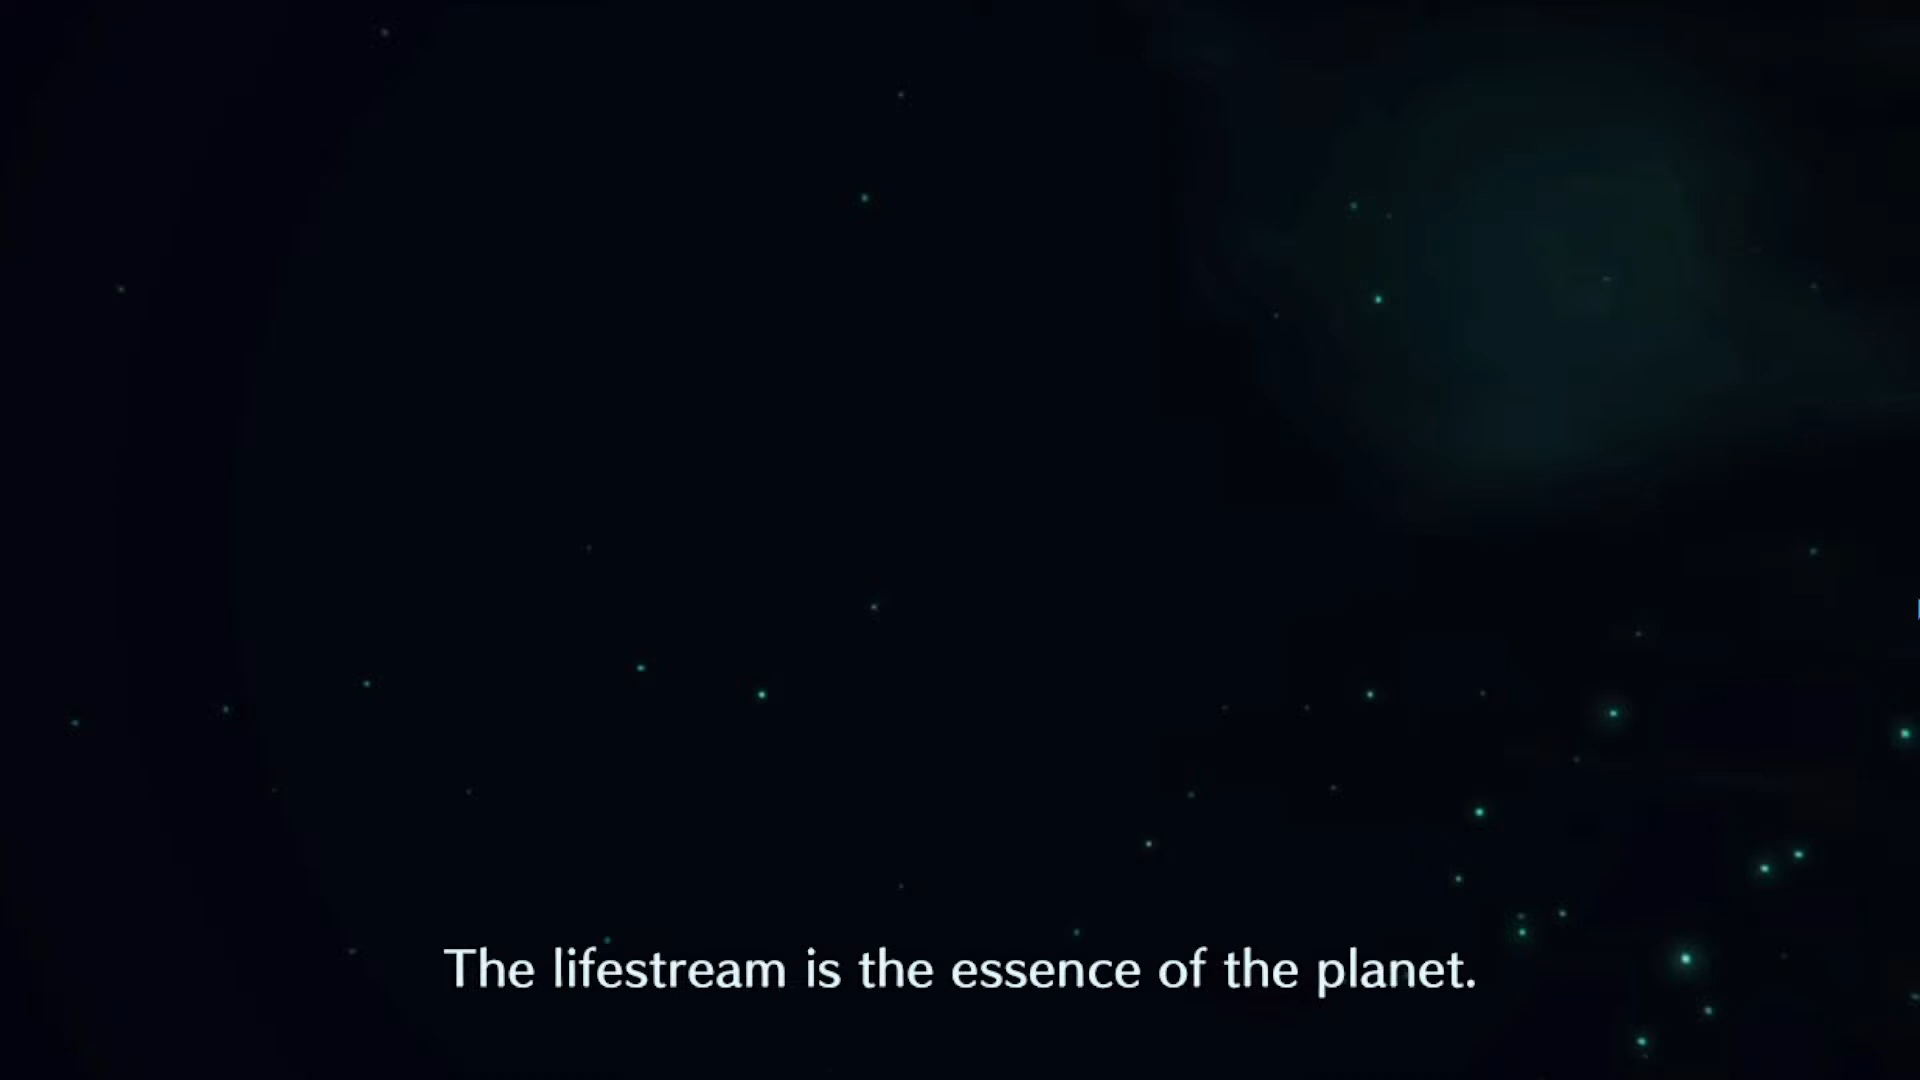 The lifestream is the essence of the planet.